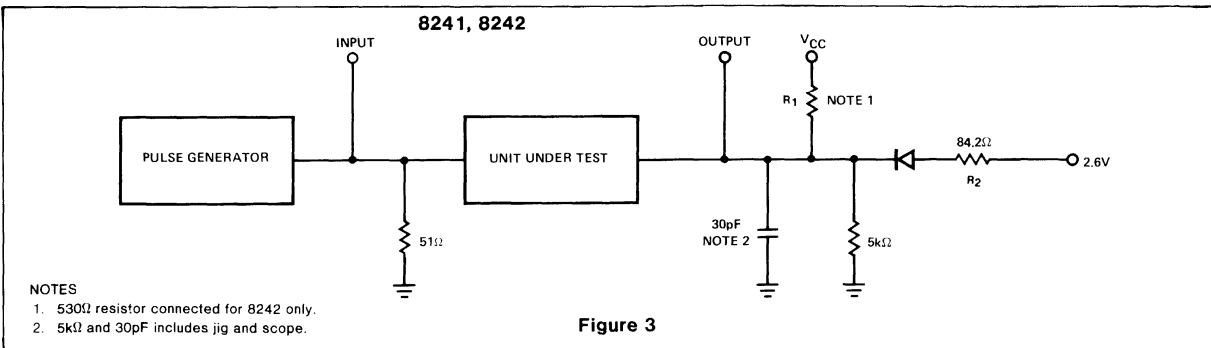 8241, 8242
INPUT
OUTPUT
VCC
R1
NOTE 1
PULSE GENERATOR
UNIT UNDER TEST
84.2Ω
R2
2.6V
51Ω
30pF
NOTE 2
5kΩ
NOTES
1. 530Ω resistor connected for 8242 only.
2. 5kΩ and 30pF includes jig and scope.
Figure 3